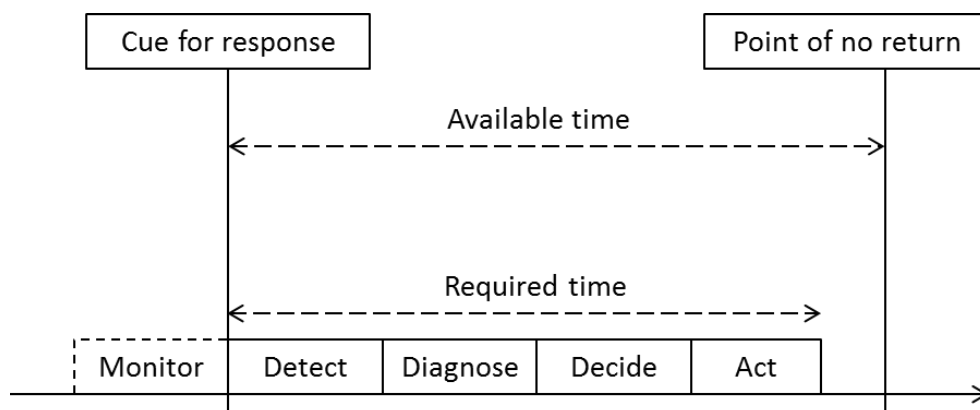 Cue for response
Point of no return
Available time
Required time
Monitor
Detect
Diagnose
Decide
Act